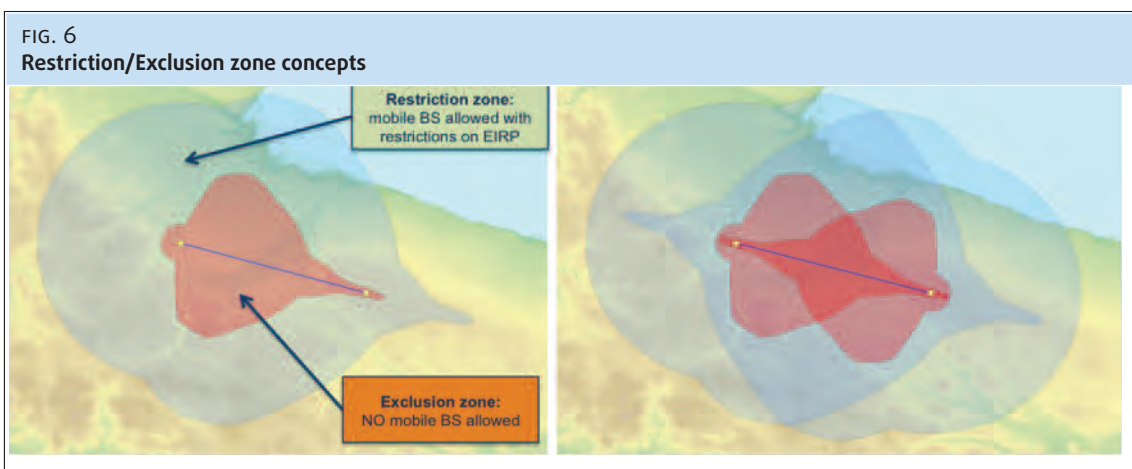 FIG. 6
Restriction/Exclusion zone concepts
Restriction zone:
mobile BS allowed with
restrictions on EIRP
Exclusion zone:
NO mobile BS allowed